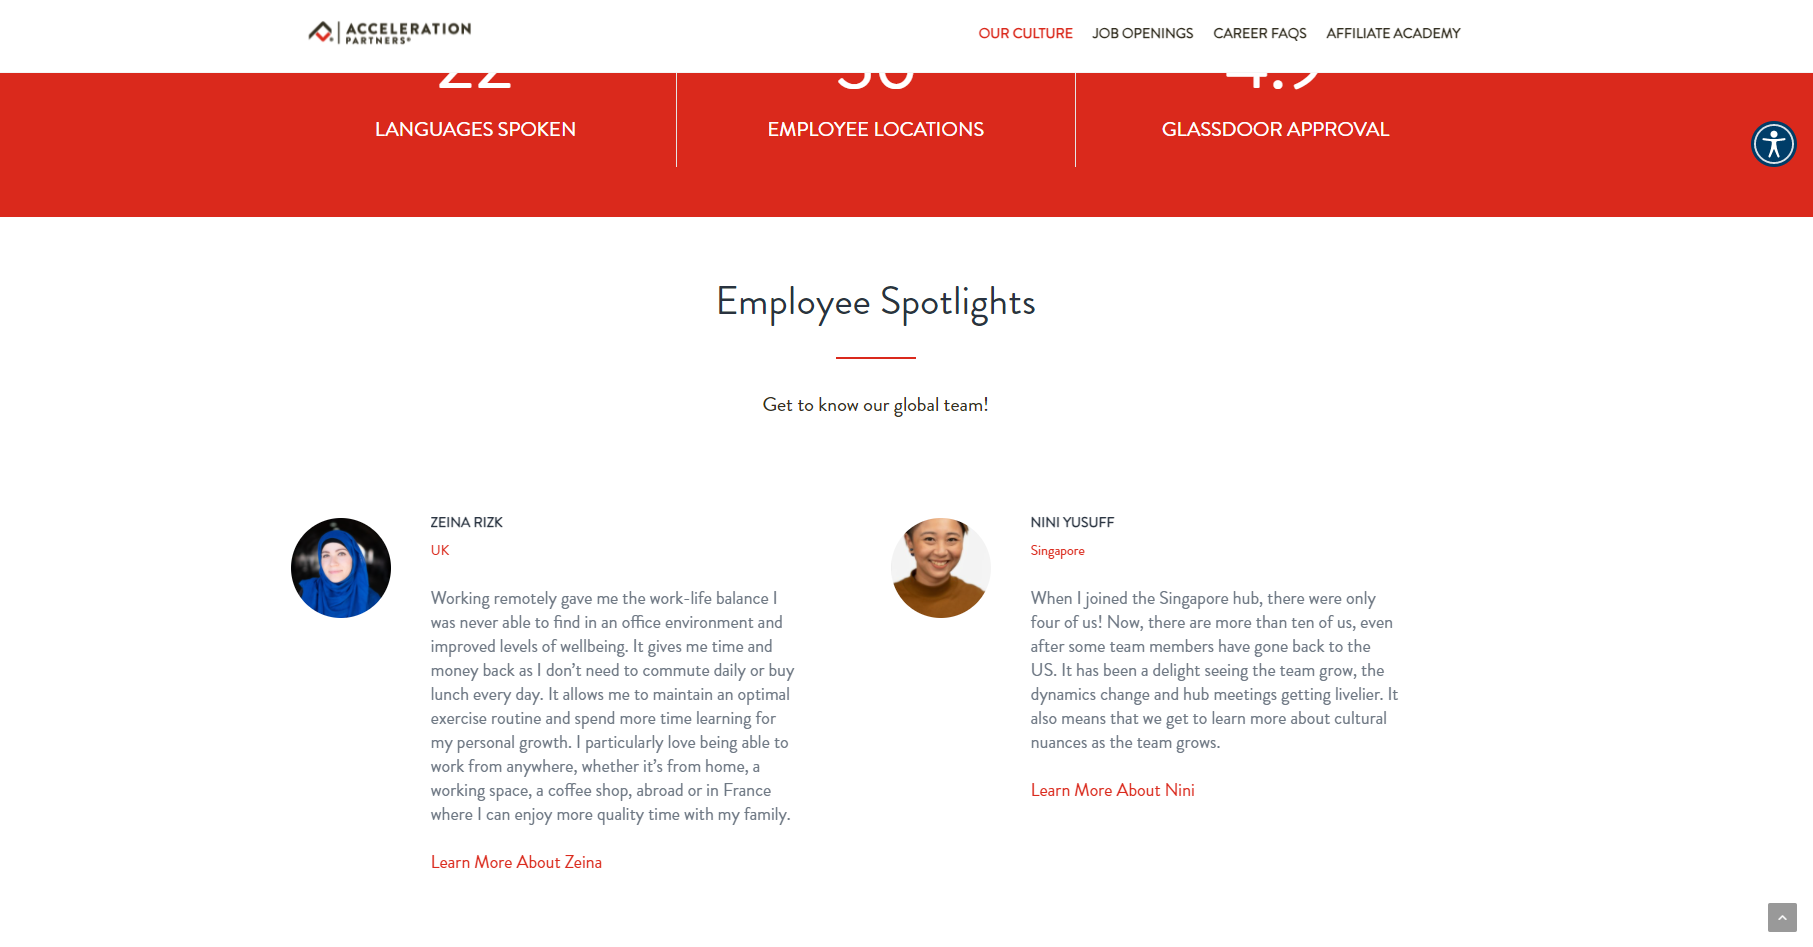 ACCELERATION
PARTNERS®
OUR CULTURE JOB OPENINGS CAREER FAQS AFFILIATE ACADEMY
LANGUAGES SPOKEN
EMPLOYEE LOCATIONS
GLASSDOOR APPROVAL
Employee Spotlights
Get to know our global team!
ZEINA RIZK
UK
Working remotely gave me the work-life balance I
was never able to find in an office environment and
improved levels of wellbeing. It gives me time and
money back as I don’t need to commute daily or buy
lunch every day. It allows me to maintain an optimal
exercise routine and spend more time learning for
my personal growth. I particularly love being able to
work from anywhere, whether it’s from home, a
working space, a coffee shop, abroad or in France
where I can enjoy more quality time with my family.
Learn More About Zeina
NINI YUSUFF
Singapore
When I joined the Singapore hub, there were only
four of us! Now, there are more than ten of us, even
after some team members have gone back to the
US. It has been a delight seeing the team grow, the
dynamics change and hub meetings getting livelier. It
also means that we get to learn more about cultural
nuances as the team grows.
Learn More About Nini